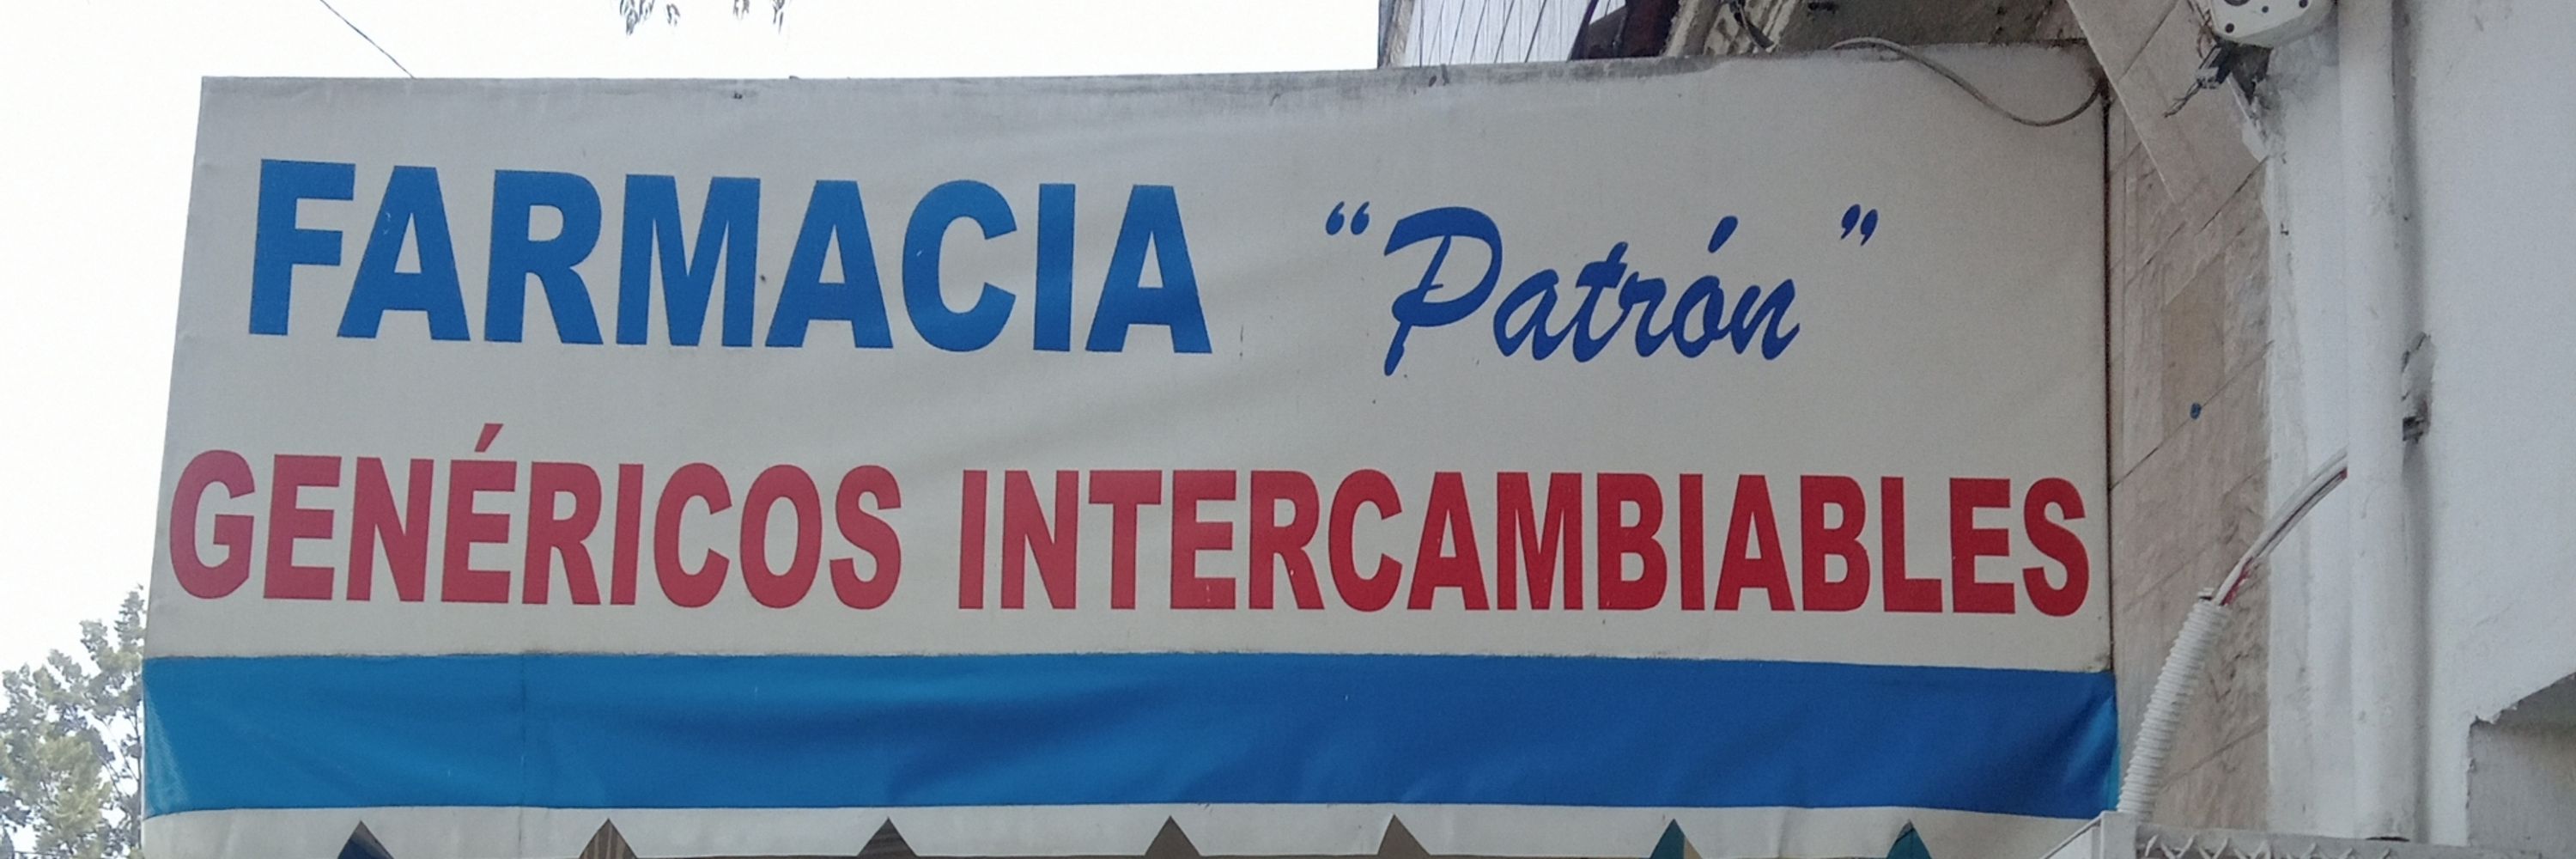 FARMACIA “Patrón”
GENÉRICOS INTERCAMBIABLES